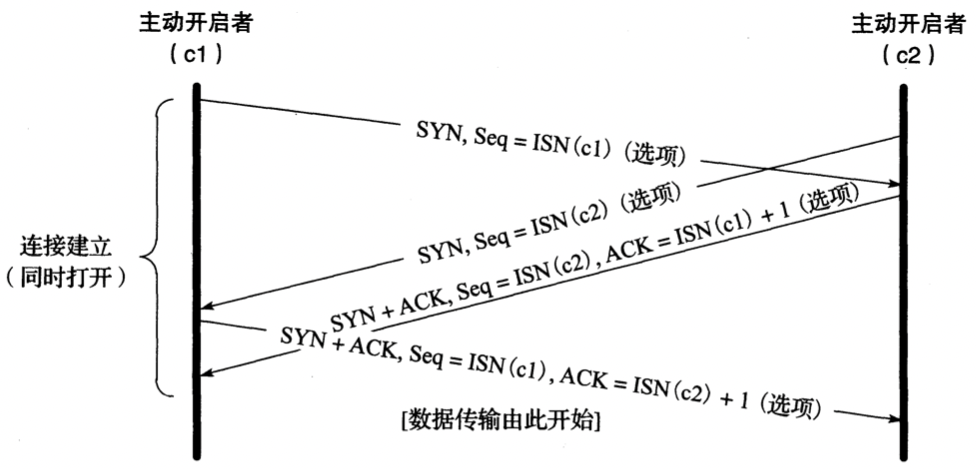 主动开启者
（c1）
主动开启者
（c2）
SYN, Seq = ISN(c1)（选项）
SYN, Seq = ISN(c2)（选项）
SYN + ACK, Seq = ISN(c2), ACK = ISN(c1) + 1（选项）
连接建立
（同时打开）
SYN + ACK, Seq = ISN(c1), ACK = ISN(c2) + 1（选项）
[数据传输由此开始]